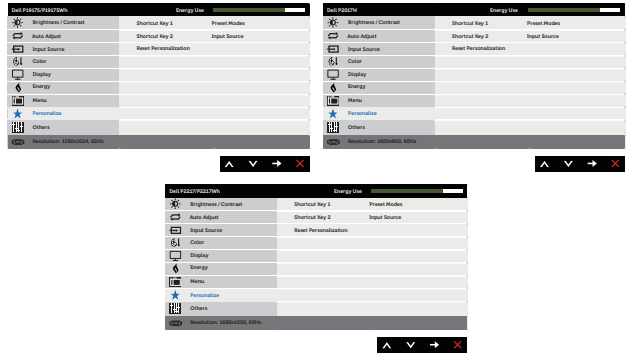 Dell P1917S/P1917SWh Energy Use
Brightness / Contrast Shortcut Key 1 Preset Modes
Auto Adjust Shortcut Key 2 Input Source
Input Source Reset Personalization
Color
Display
Energy
Menu
Personalize
Others
Resolution: 1280x1024, 60Hz
Dell P2017H Energy Use
Brightness / Contrast Shortcut Key 1 Preset Modes
Auto Adjust Shortcut Key 2 Input Source
Input Source Reset Personalization
Color
Display
Energy
Menu
Personalize
Others
Resolution: 1600x900, 60Hz
Dell P2217/P2217Wh Energy Use
Brightness / Contrast Shortcut Key 1 Preset Modes
Auto Adjust Shortcut Key 2 Input Source
Input Source Reset Personalization
Color
Display
Energy
Menu
Personalize
Others
Resolution: 1680x1050, 60Hz